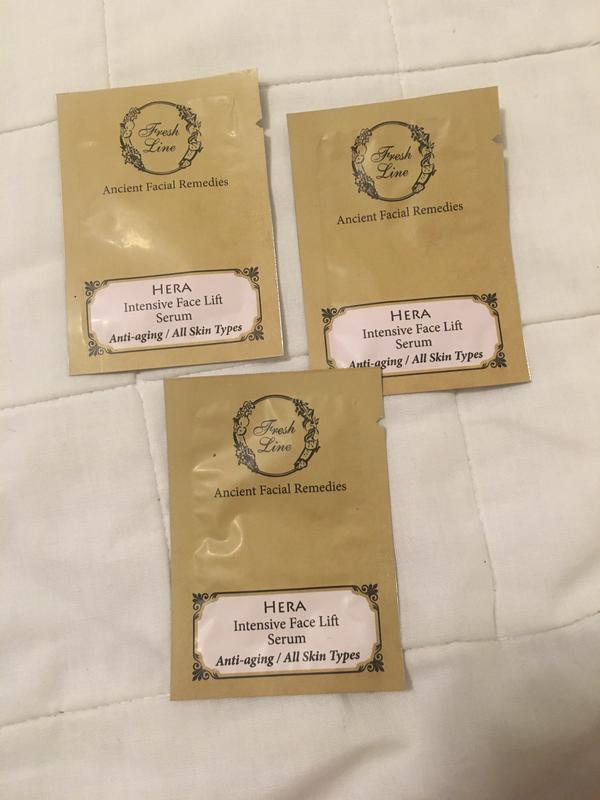 Fresh
Line
Ancient Facial Remedies
HERA
Intensive Face Lift
Serum
Anti-aging / All Skin Types
Fresh
Line
Ancient Facial Remedies
HERA
Intensive Face Lift
Serum
Anti-aging / All Skin Types
Fresh
Line
Ancient Facial Remedies
HERA
Intensive Face Lift
Serum
Anti-aging / All Skin Types